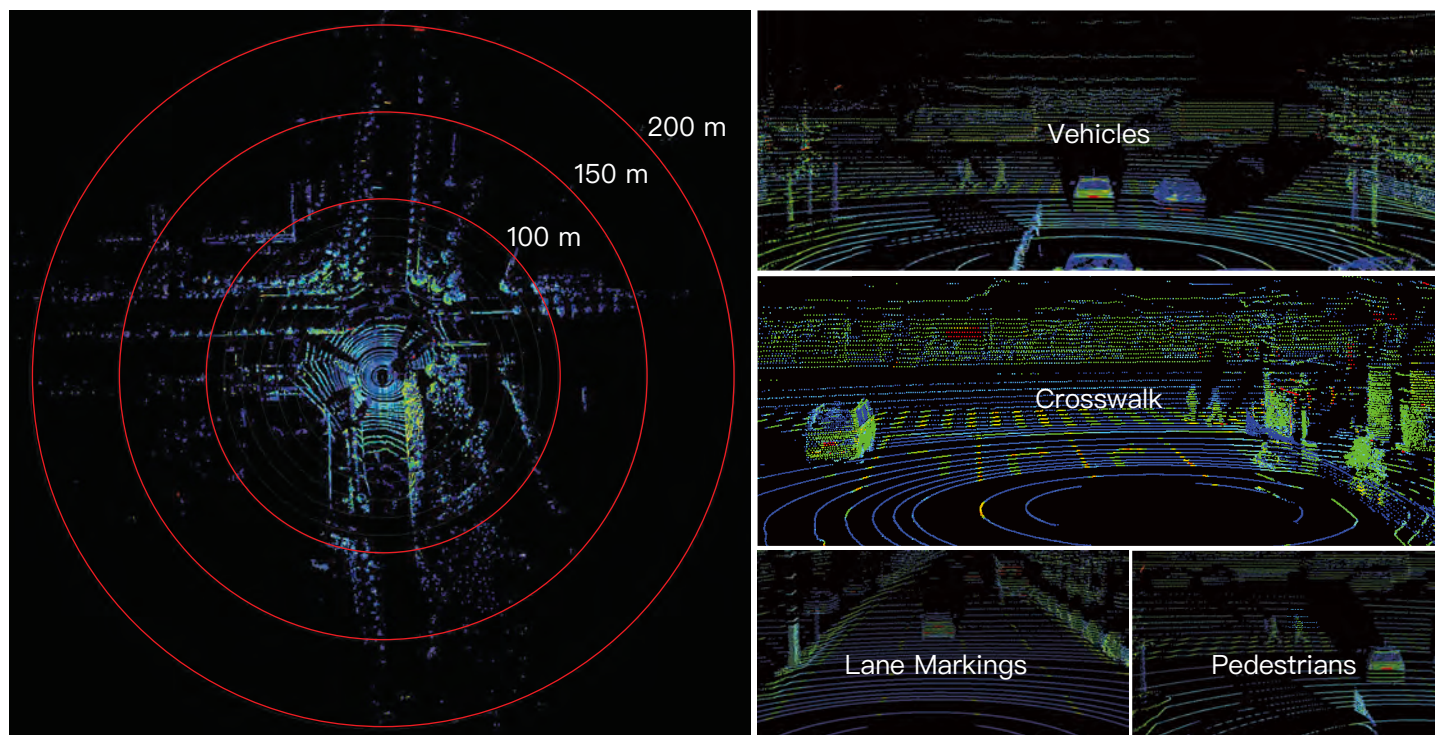 200 m
150 m
100 m
Vehicles
Crosswalk
Lane Markings
Pedestrians